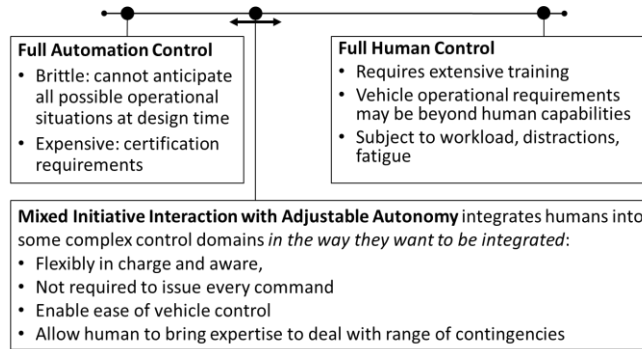 Full Automation Control
• Brittle: cannot anticipate
all possible operational
situations at design time
• Expensive: certification
requirements
Full Human Control
• Requires extensive training
• Vehicle operational requirements
may be beyond human capabilities
• Subject to workload, distractions,
fatigue
Mixed Initiative Interaction with Adjustable Autonomy integrates humans into
some complex control domains in the way they want to be integrated:
• Flexibly in charge and aware,
• Not required to issue every command
• Enable ease of vehicle control
• Allow human to bring expertise to deal with range of contingencies